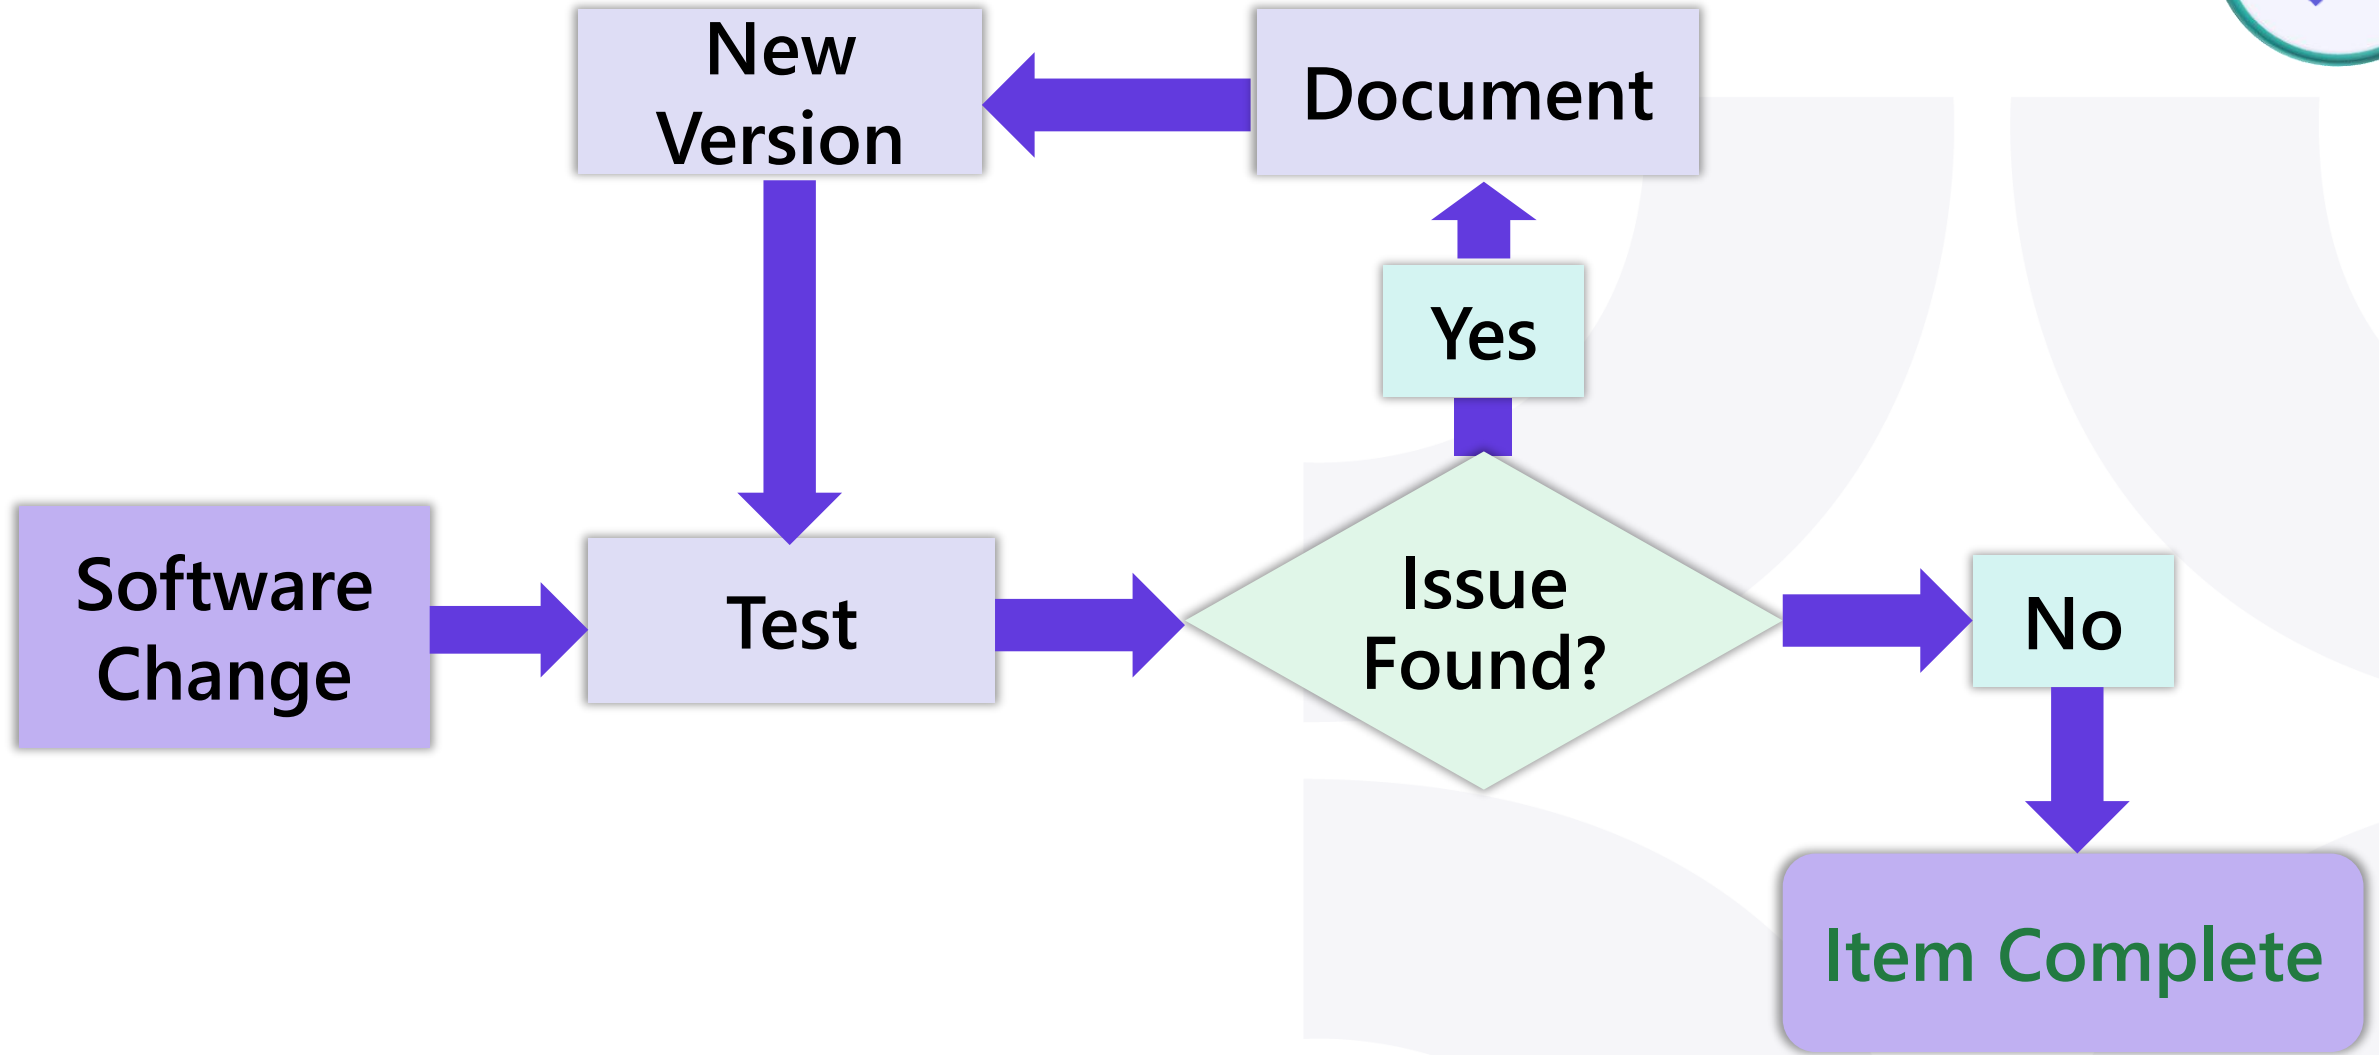 New
Version
Document
Yes
Software
Change
Test
Issue
Found?
No
Item Complete